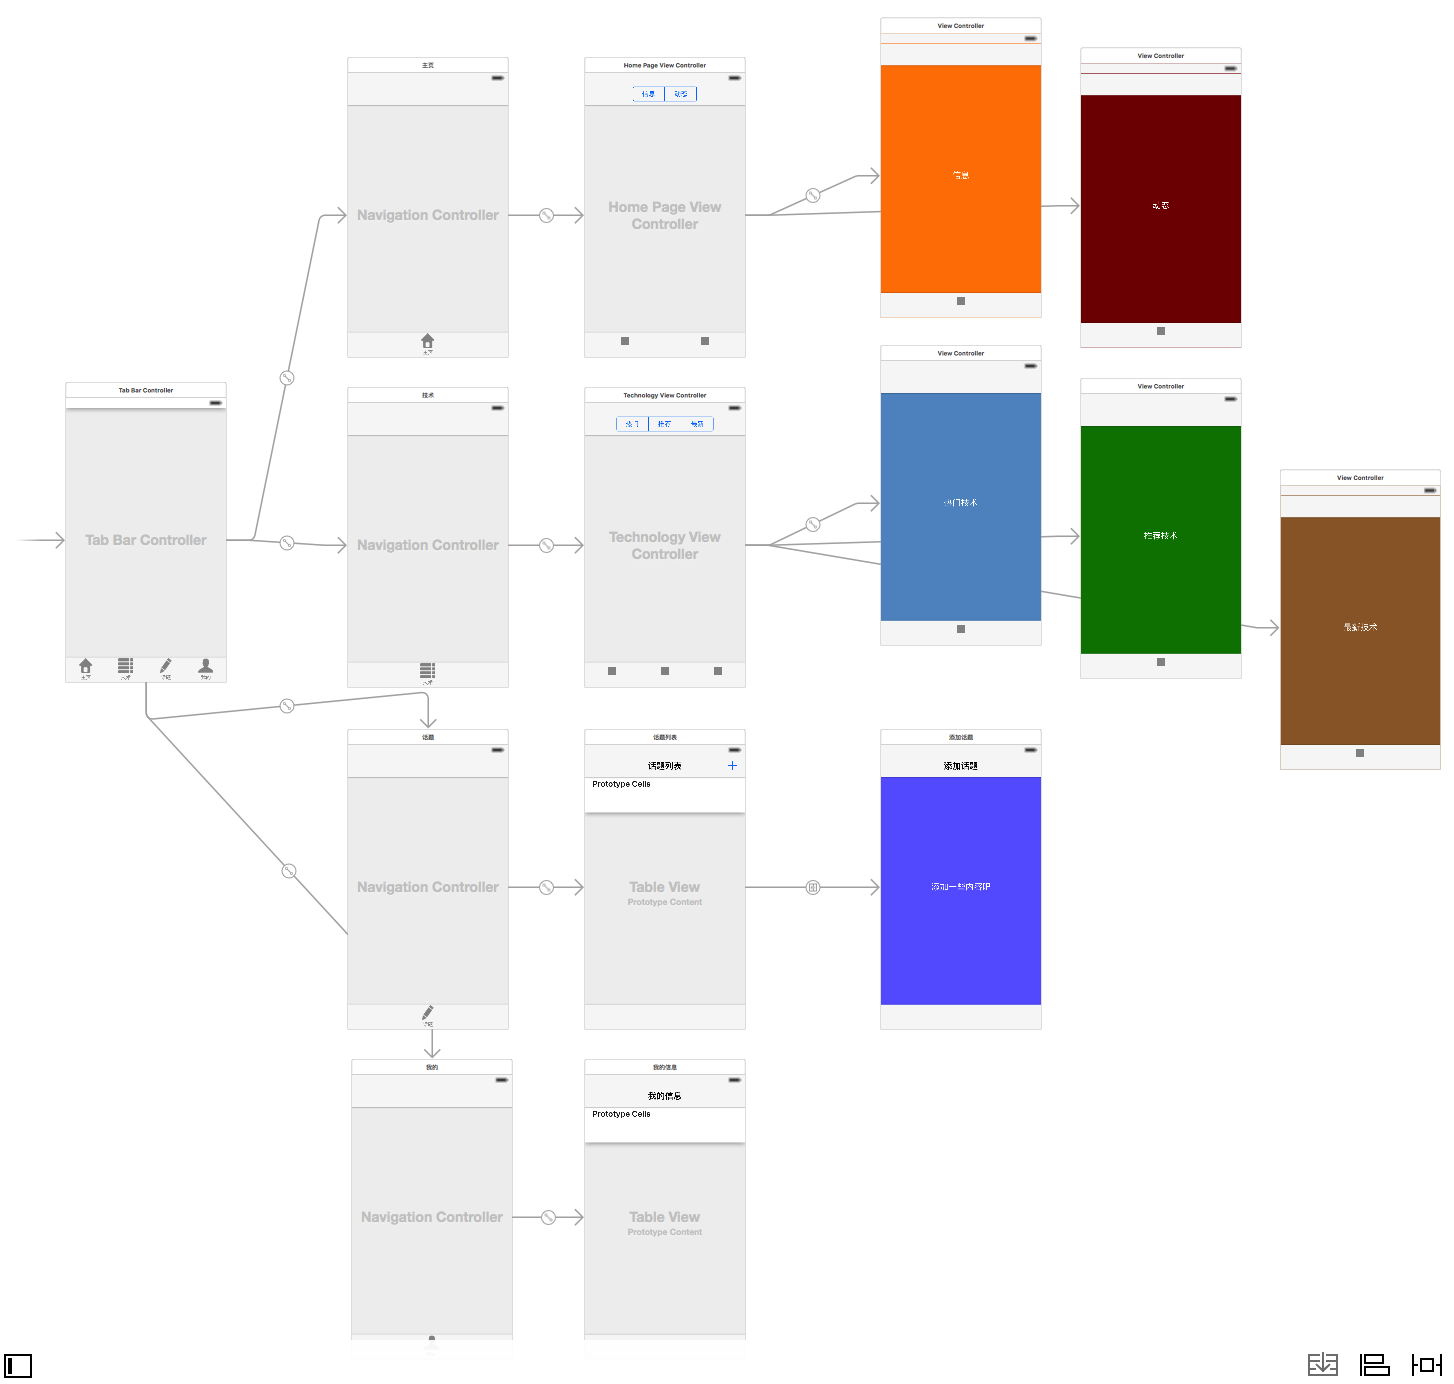 View Controller
View Controller
主页
Home Page View Controller
信息 动态
信息
动态
Navigation Controller
Home Page View
Controller
主页
View Controller
View Controller
Tab Bar Controller
技术
Technology View Controller
热门 推荐 最新
View Controller
热门技术
推荐技术
Tab Bar Controller
Navigation Controller
Technology View
Controller
最新技术
主页 技术 话题 我的
技术
话题
话题列表
添加话题
话题列表
添加话题
Prototype Cells
Navigation Controller
Table View
Prototype Content
添加一些内容吧
话题
我的
我的信息
我的信息
Prototype Cells
Navigation Controller
Table View
Prototype Content